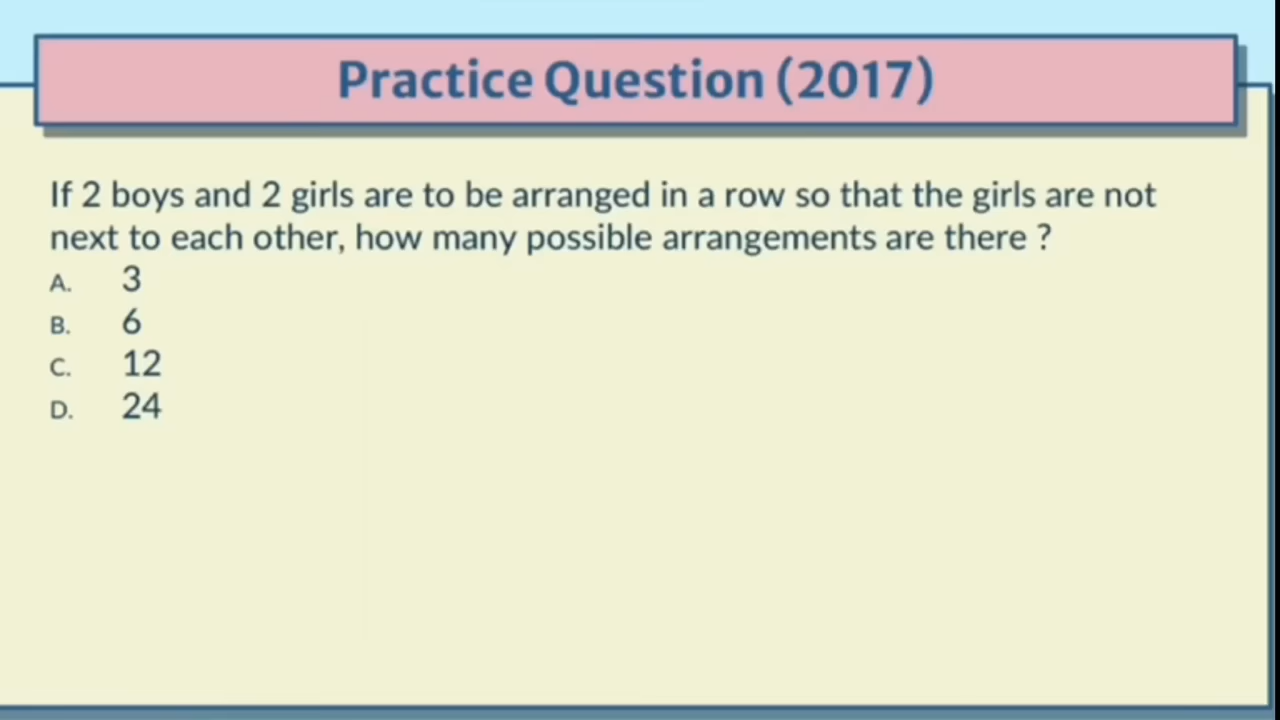 Practice Question (2017)
If 2 boys and 2 girls are to be arranged in a row so that the girls are not
next to each other, how many possible arrangements are there ?
A. 3
B. 6
C. 12
D. 24